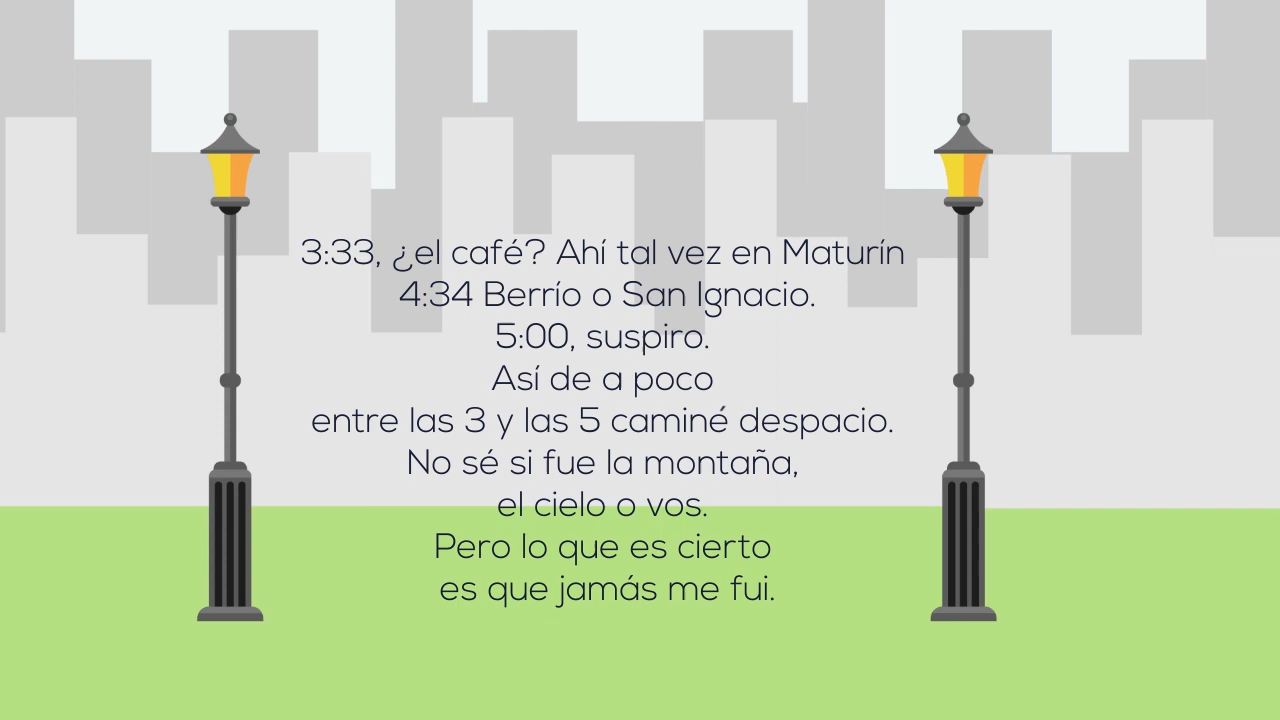 3:33, ¿el café? Ahí tal vez en Maturín
4:34 Berrío o San Ignacio.
5:00, suspiro.
Así de a poco
entre las 3 y las 5 caminé despacio.
No sé si fue la montaña,
el cielo o vos.
Pero lo que es cierto
es que jamás me fui.